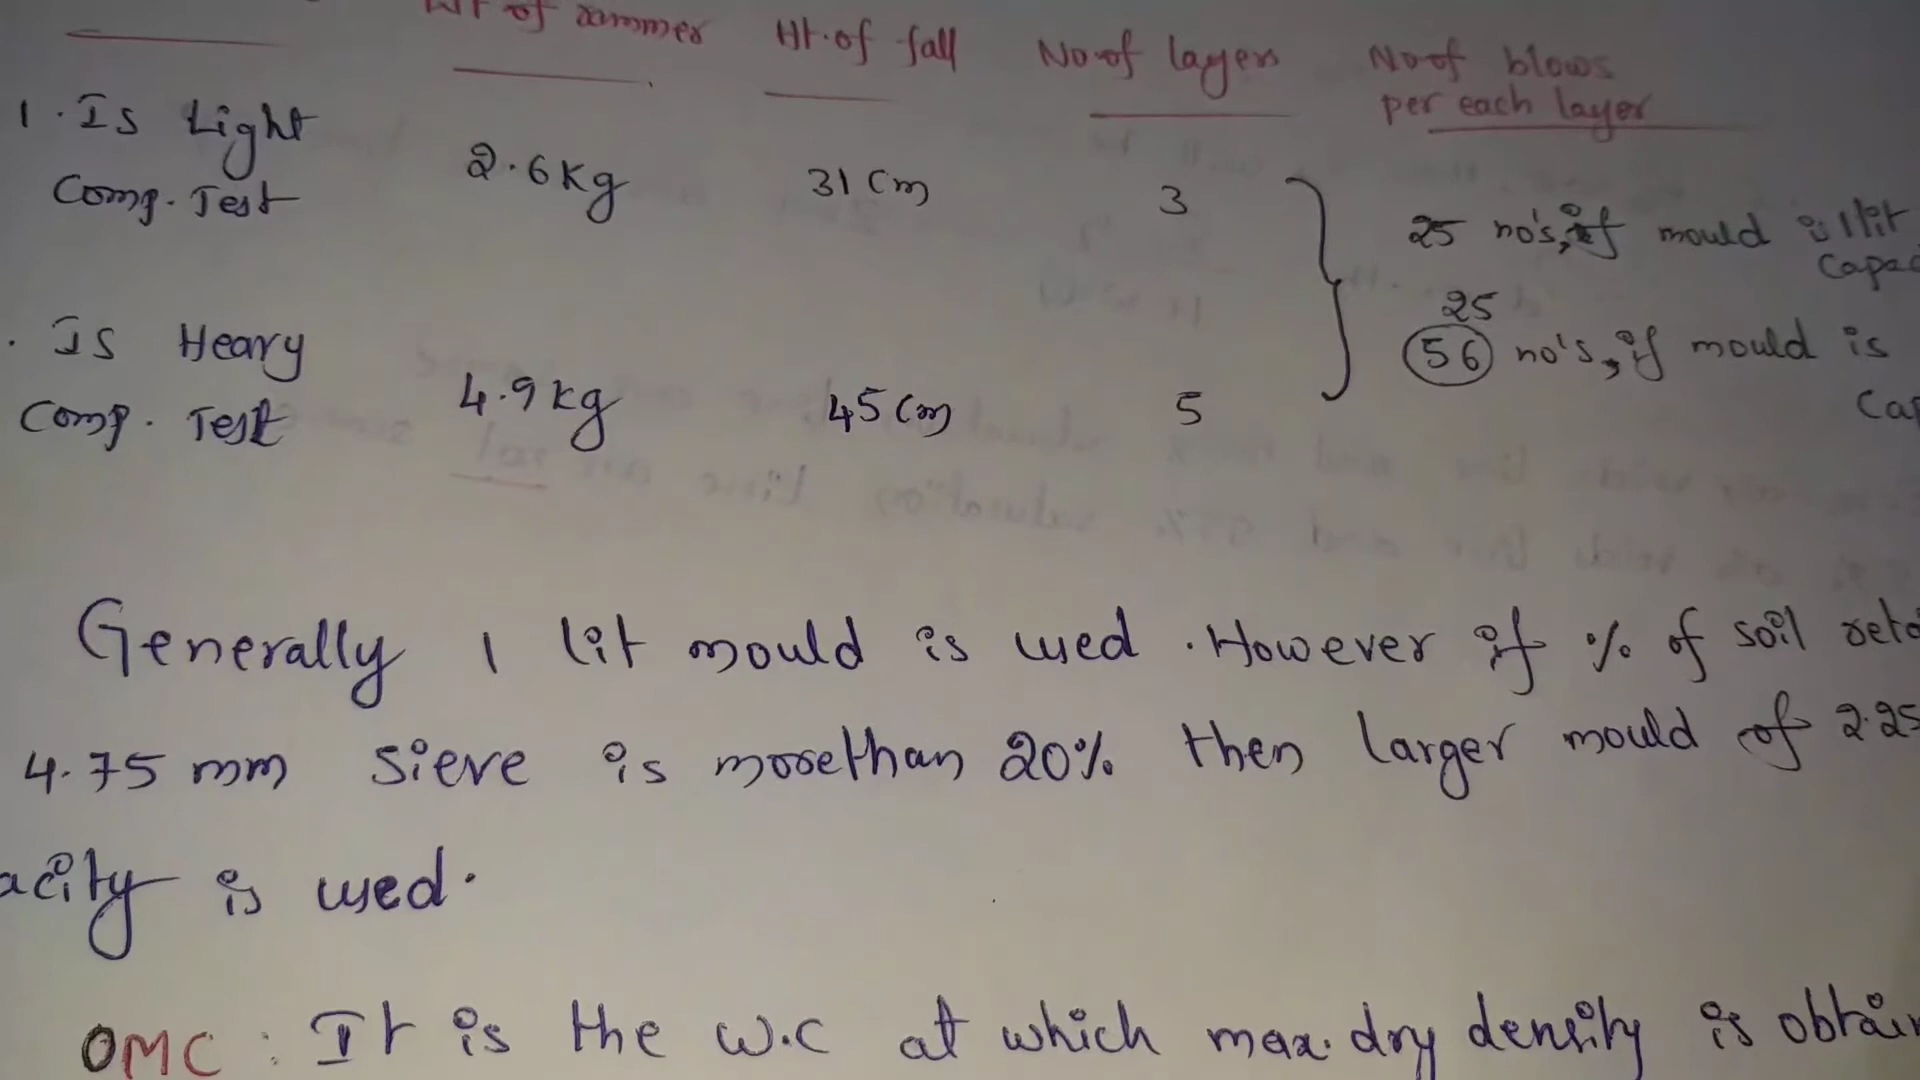 Wt of rammer Ht. of fall No of layers No of blows
per each layer
1. Is Light
Comp. Test 2.6 Kg 31 Cm 3 25 no's, if mould is 1 lit
Capac
25
. Is Heavy 56 no's, if mould is
Comp. Test 4.9 kg 45 Cm 5 Cap
Generally 1 lit mould is used. However if % of soil reta
4.75 mm sieve is morethan 20% then larger mould of 2.25
acity is used.
OMC : It is the w.c at which max. dry density is obtain